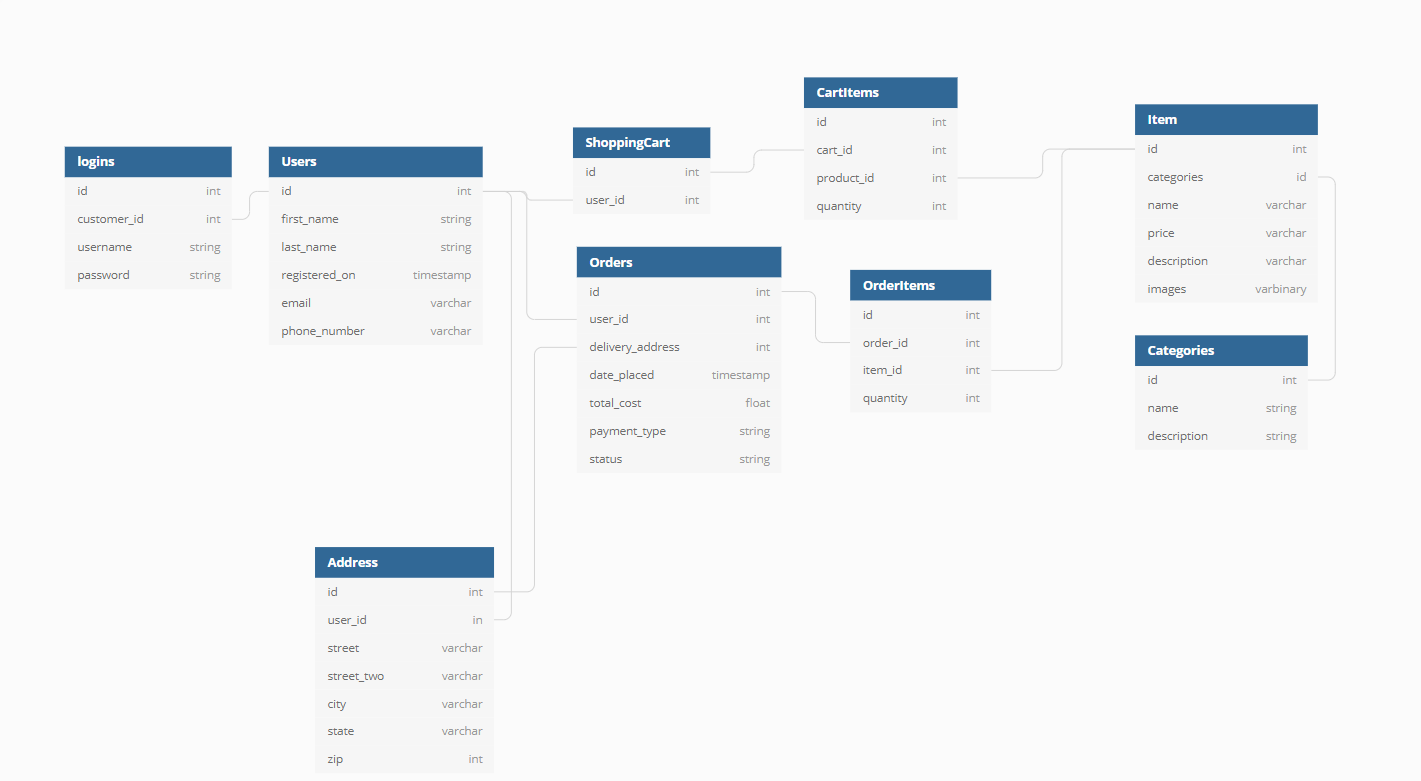 logins
id int
customer_id int
username string
password string
Users
id int
first_name string
last_name string
registered_on timestamp
email varchar
phone_number varchar
ShoppingCart
id int
user_id int
CartItems
id int
cart_id int
product_id int
quantity int
Item
id int
categories id
name varchar
price varchar
description varchar
images varbinary
Orders
id int
user_id int
delivery_address int
date_placed timestamp
total_cost float
payment_type string
status string
OrderItems
id int
order_id int
item_id int
quantity int
Categories
id int
name string
description string
Address
id int
user_id in
street varchar
street_two varchar
city varchar
state varchar
zip int